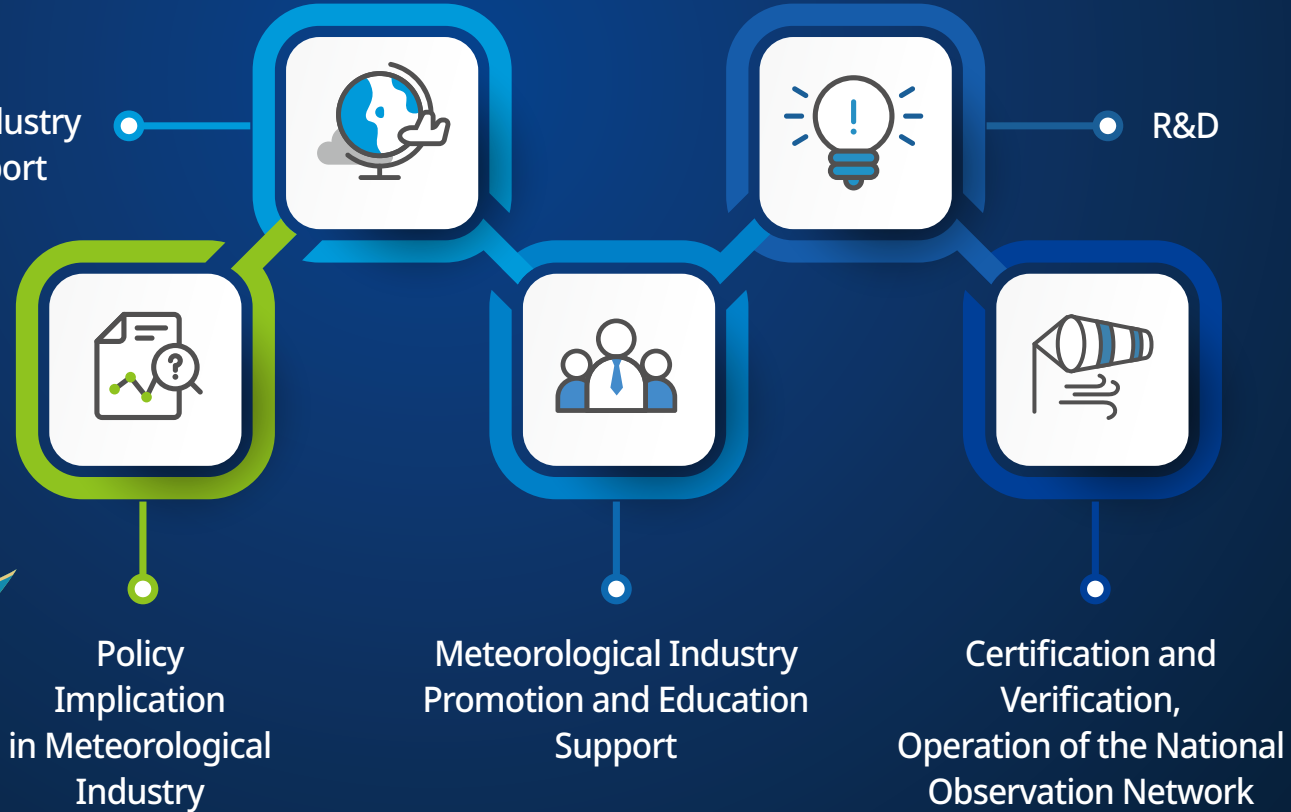 R&D
Policy
Implication
in Meteorological
Industry
Meteorological Industry
Promotion and Education
Support
Certification and
Verification,
Operation of the National
Observation Network